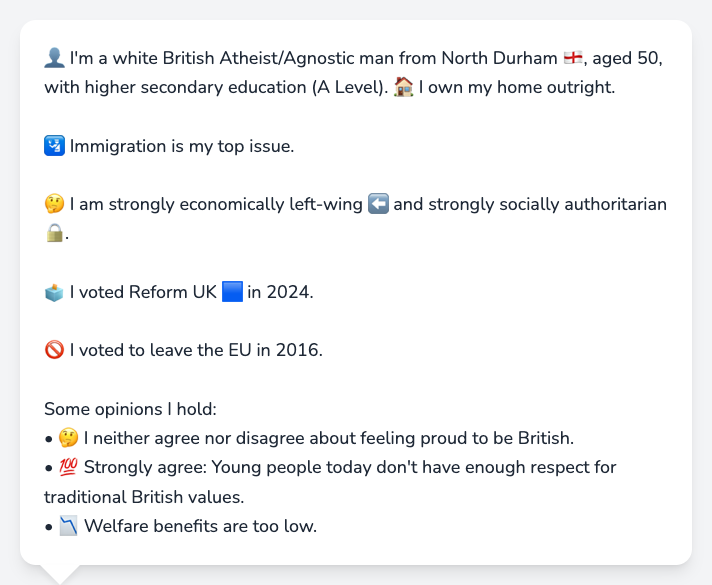 👤 I'm a white British Atheist/Agnostic man from North Durham 🏴󠁧󠁢󠁥󠁮󠁧󠁿, aged 50,
with higher secondary education (A Level). 🏠 I own my home outright.
🛂 Immigration is my top issue.
🤔 I am strongly economically left-wing ⬅️ and strongly socially authoritarian
🔒.
🗳️ I voted Reform UK 🟦 in 2024.
🚫 I voted to leave the EU in 2016.
Some opinions I hold:
• 🤔 I neither agree nor disagree about feeling proud to be British.
• 💯 Strongly agree: Young people today don't have enough respect for
traditional British values.
• 📉 Welfare benefits are too low.